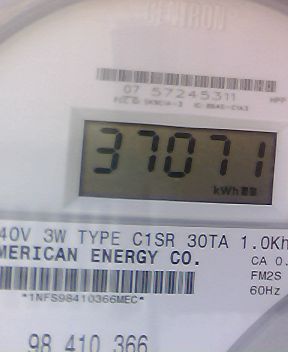 CENTRON
07 57245311
37071
kWh
40V 3W TYPE C1SR 30TA 1.0Kh
MERICAN ENERGY CO.
CA 0.
FM2S
60Hz
*1NFS98410366MEC*
98 410 366